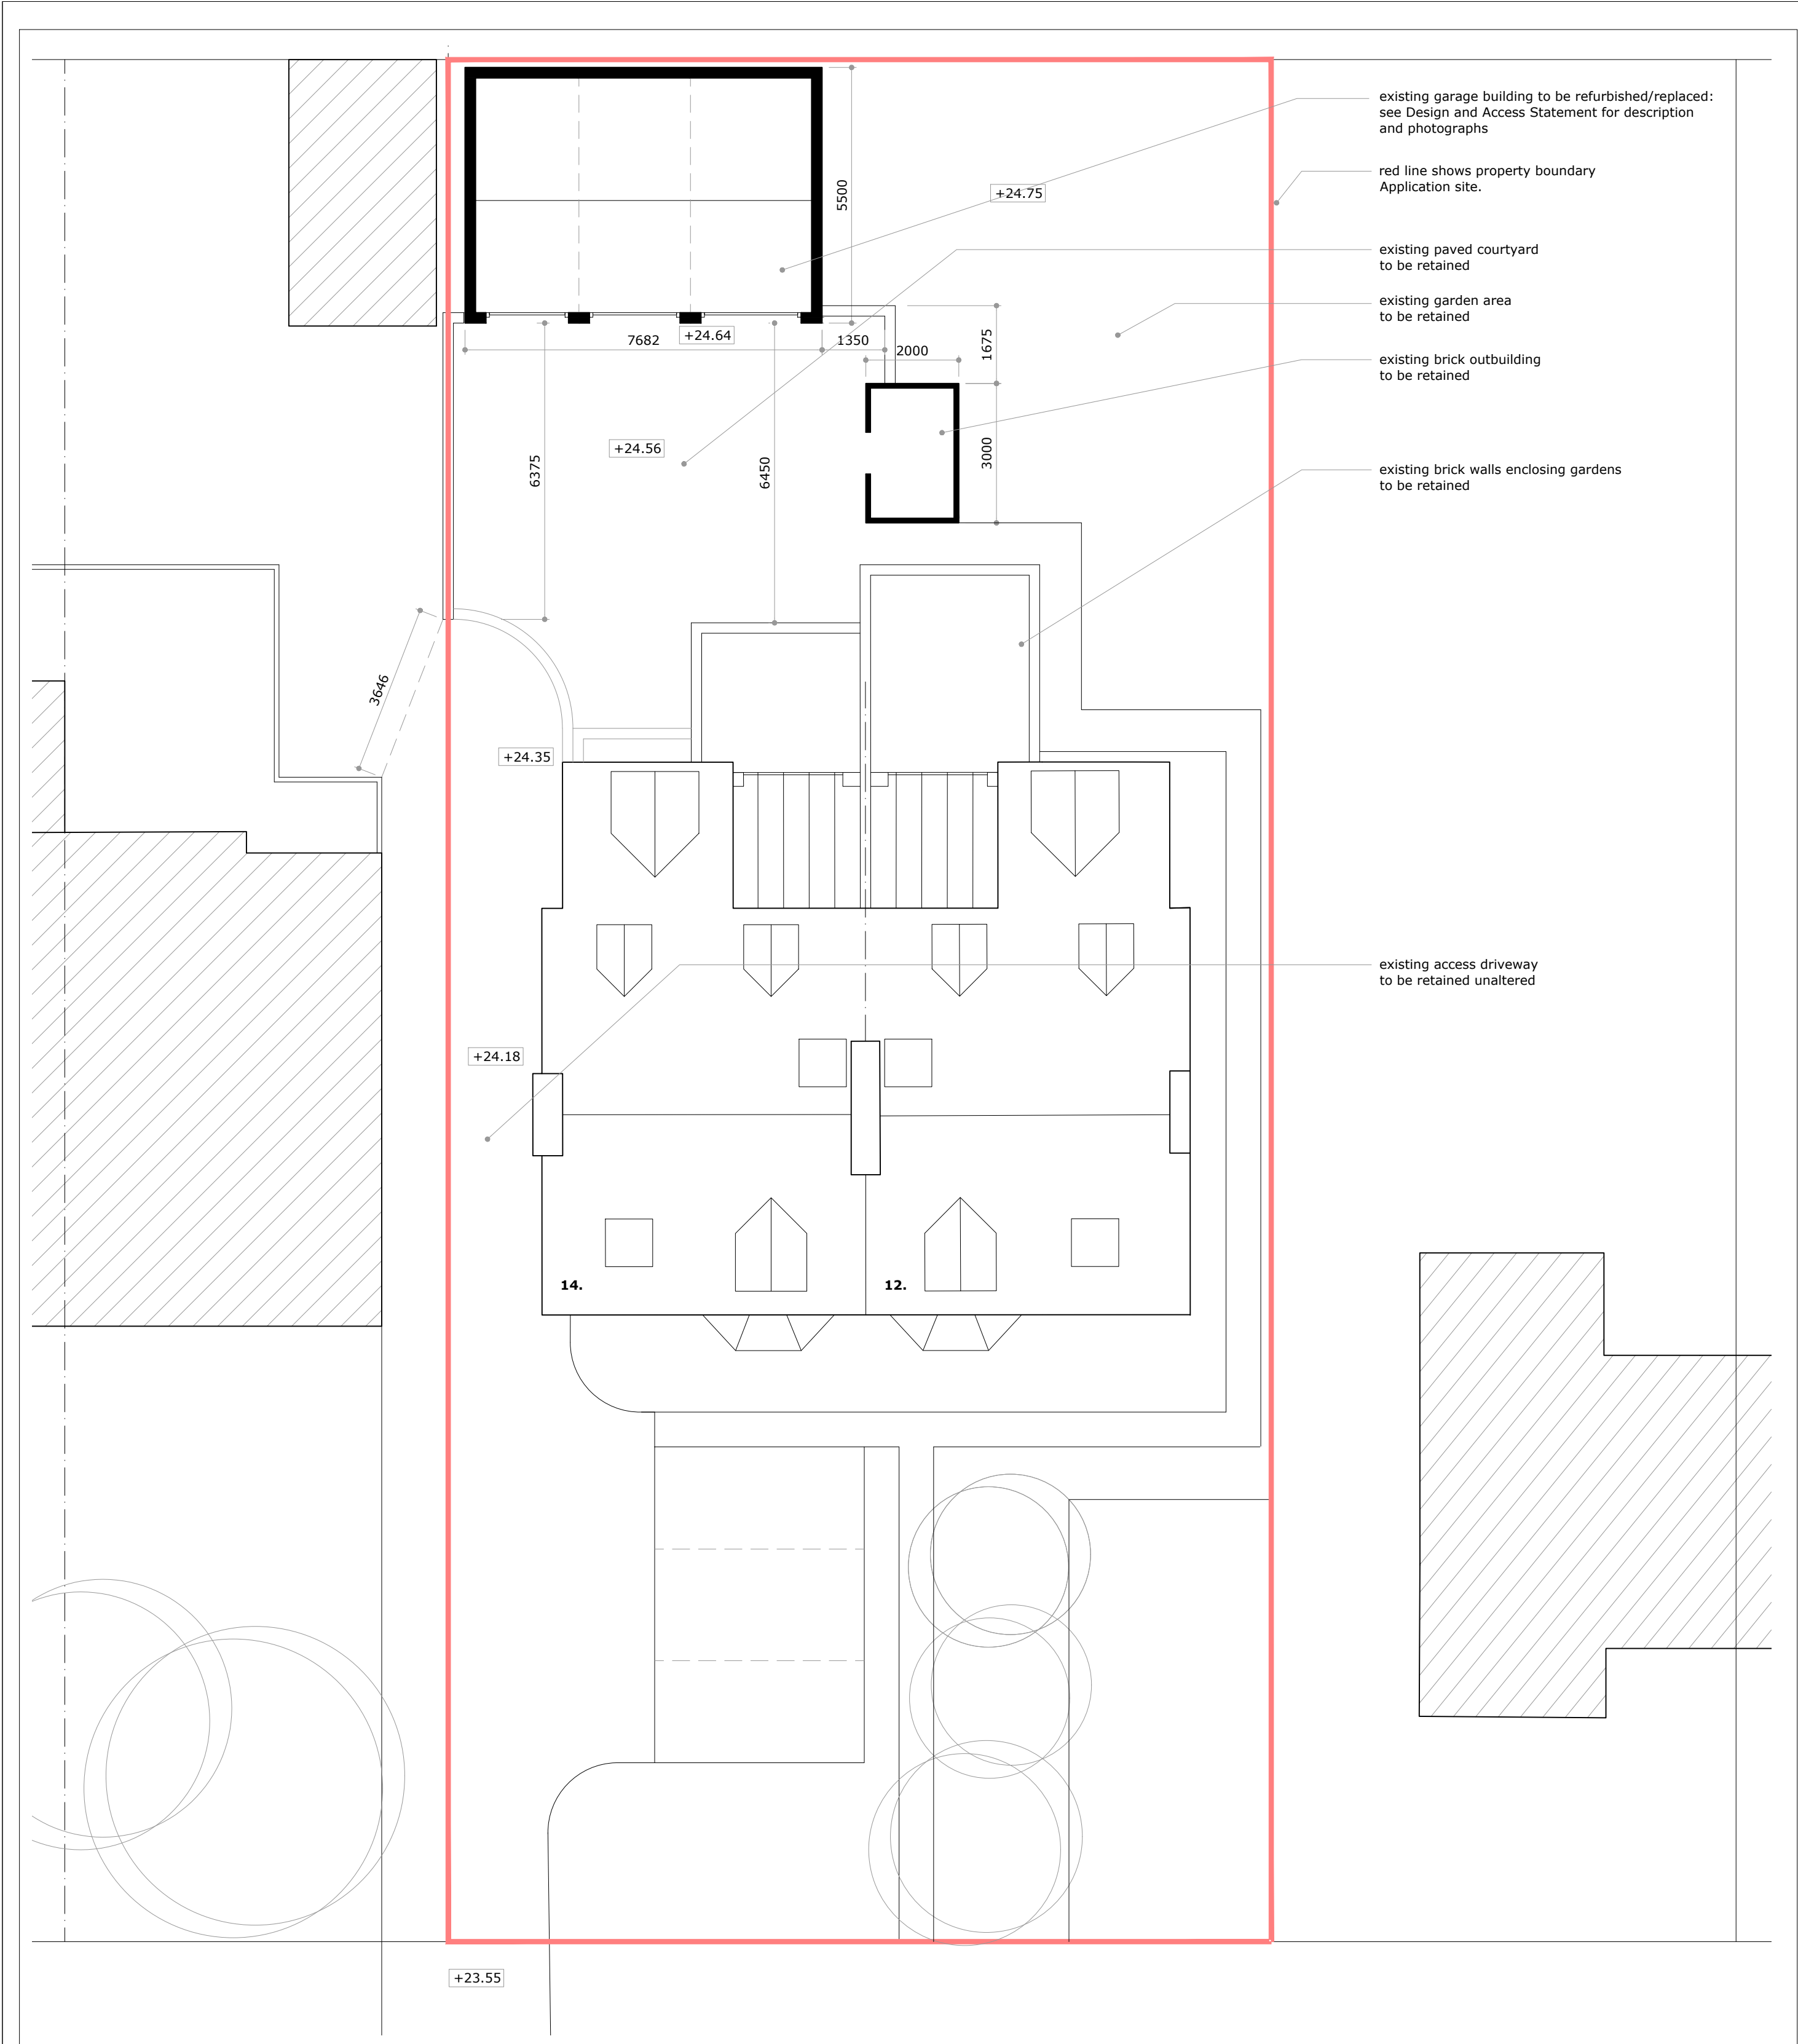 existing garage building to be refurbished/replaced:
see Design and Access Statement for description
and photographs
red line shows property boundary
Application site.
5500
+24.75
existing paved courtyard
to be retained
existing garden area
to be retained
7682
+24.64
1350
2000
1675
existing brick outbuilding
to be retained
+24.56
6375
6450
3000
existing brick walls enclosing gardens
to be retained
3646
+24.35
existing access driveway
to be retained unaltered
+24.18
14.
12.
+23.55